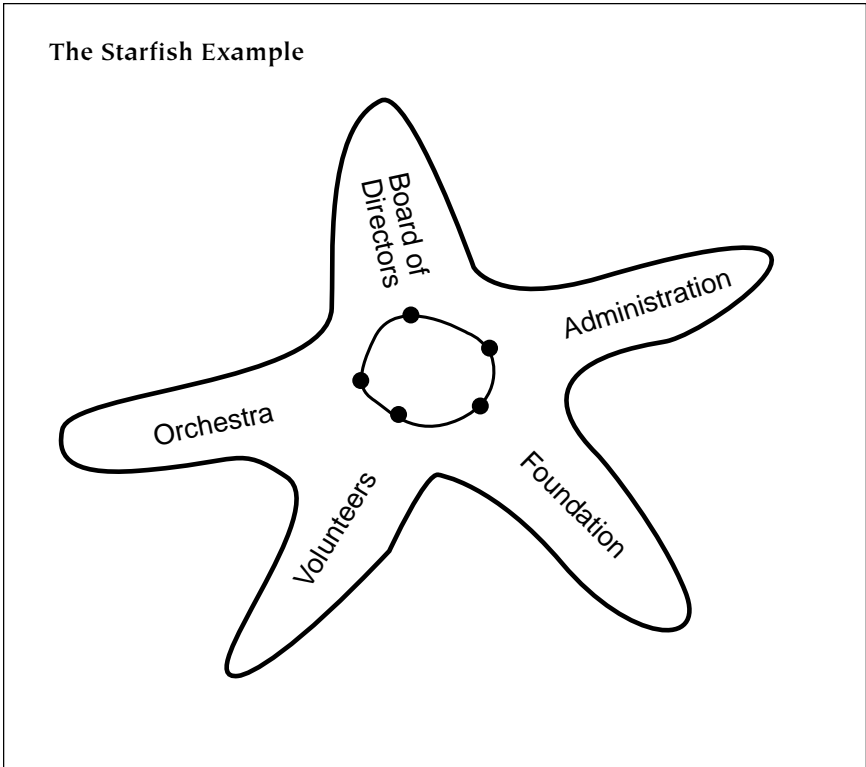 The Starfish Example
Board of
Directors
Administration
Orchestra
Volunteers
Foundation